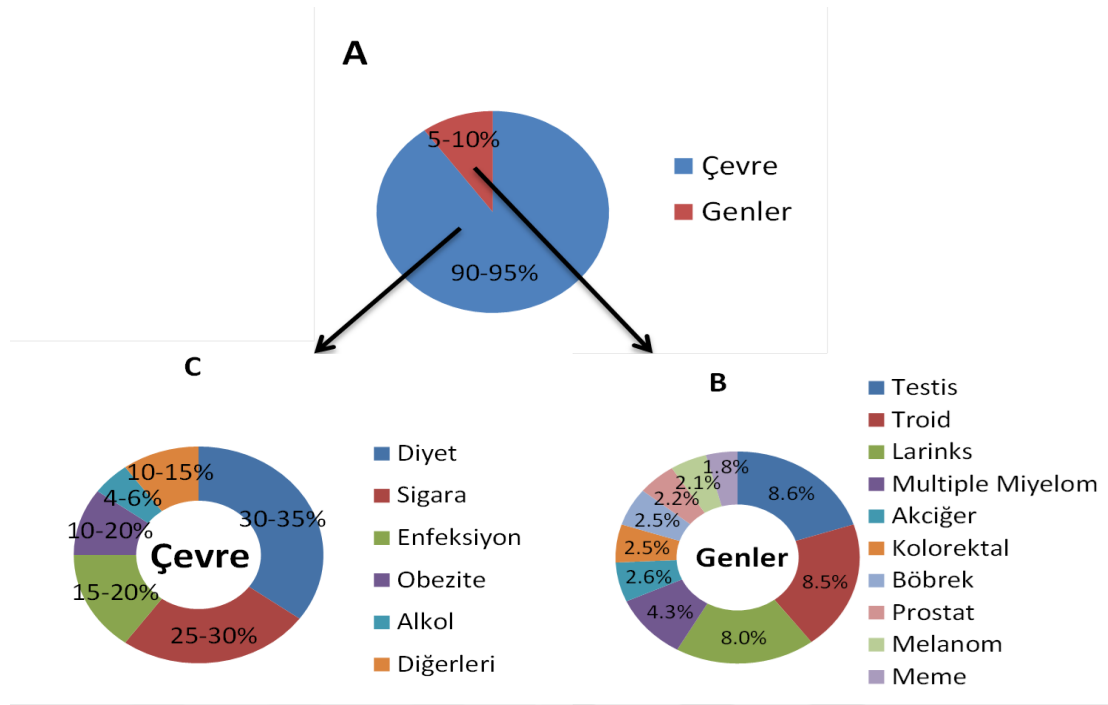 A
5-10%
90-95%
Çevre
Genler
C
10-15%
4-6%
30-35%
10-20%
Çevre
15-20%
25-30%
Diyet
Sigara
Enfeksiyon
Obezite
Alkol
Diğerleri
B
1.8%
2.1%
8.6%
2.2%
2.5%
2.5%
Genler
2.6%
8.5%
4.3%
8.0%
Testis
Troid
Larinks
Multiple Miyelom
Akciğer
Kolorektal
Böbrek
Prostat
Melanom
Meme